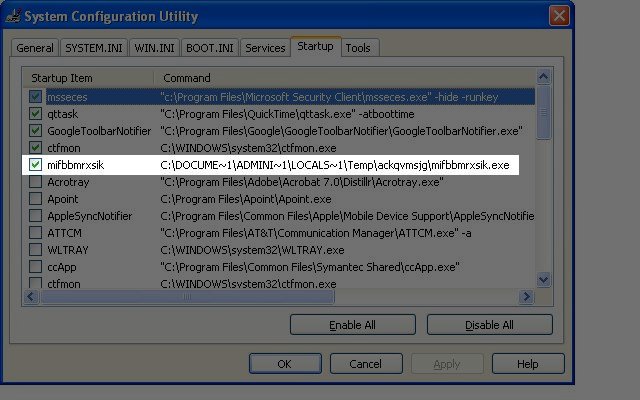 System Configuration Utility
General SYSTEM.INI WIN.INI BOOT.INI Services Startup Tools
Startup Item Command
msseces "c:\Program Files\Microsoft Security Client\msseces.exe" -hide -runkey
qttask "C:\Program Files\QuickTime\qttask.exe" -atboottime
GoogleToolbarNotifier "C:\Program Files\Google\GoogleToolbarNotifier\GoogleToolbarNotifier.exe"
ctfmon C:\WINDOWS\system32\ctfmon.exe
mifbbmrxsik C:\DOCUME~1\ADMINI~1\LOCALS~1\Temp\ackqvmsjg\mifbbmrxsik.exe
Acrotray "C:\Program Files\Adobe\Acrobat 7.0\Distillr\Acrotray.exe"
Apoint C:\Program Files\Apoint\Apoint.exe
AppleSyncNotifier C:\Program Files\Common Files\Apple\Mobile Device Support\AppleSyncNotifier
ATTCM "C:\Program Files\AT&T\Communication Manager\ATTCM.exe" -a
WLTRAY C:\WINDOWS\system32\WLTRAY.exe
ccApp "C:\Program Files\Common Files\Symantec Shared\ccApp.exe"
ctfmon C:\WINDOWS\system32\ctfmon.exe
Enable All Disable All
OK Cancel Apply Help